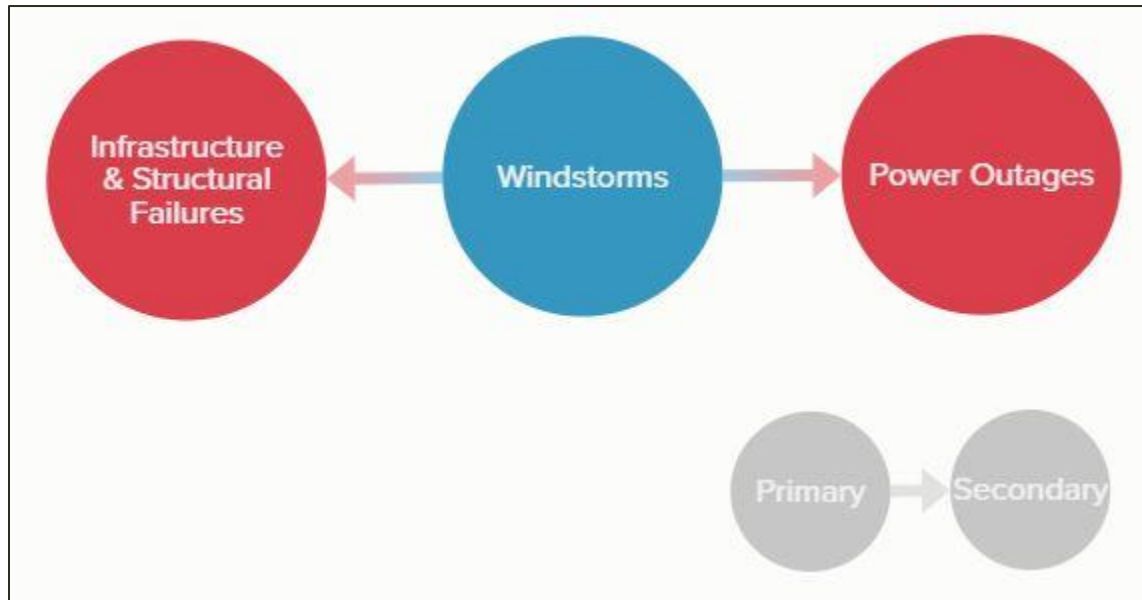 Infrastructure
& Structural
Failures
Windstorms
Power Outages
Primary
Secondary